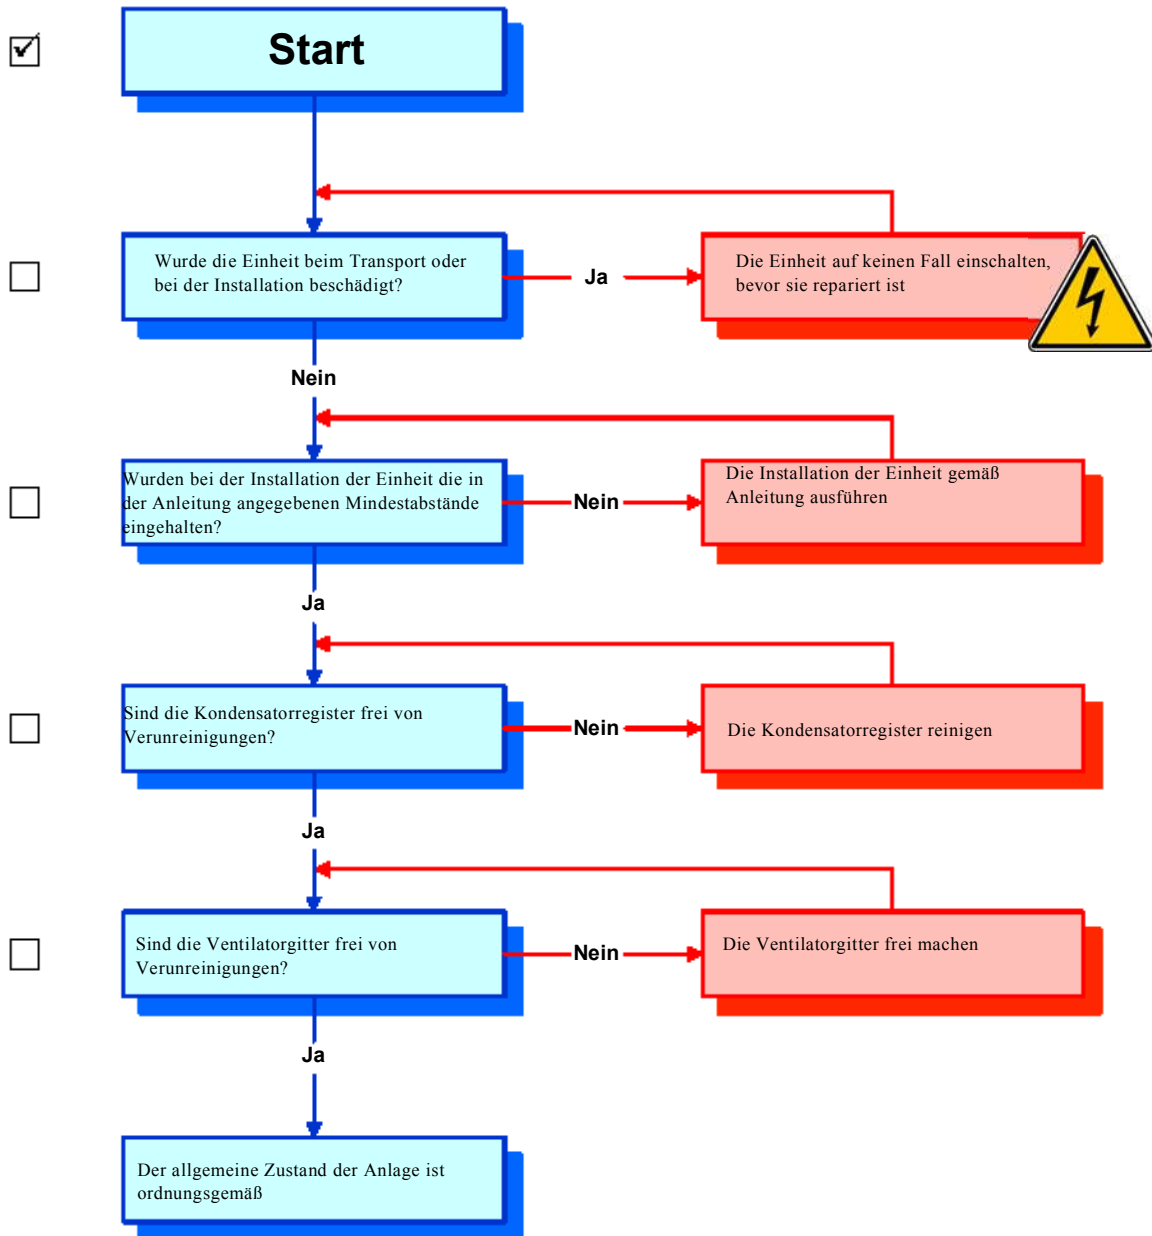 Start
Wurde die Einheit beim Transport oder
bei der Installation beschädigt?
Ja
Die Einheit auf keinen Fall einschalten,
bevor sie repariert ist
Nein
Wurden bei der Installation der Einheit die in
der Anleitung angegebenen Mindestabstände
eingehalten?
Nein
Die Installation der Einheit gemäß
Anleitung ausführen
Ja
Sind die Kondensatorregister frei von
Verunreinigungen?
Nein
Die Kondensatorregister reinigen
Ja
Sind die Ventilatorgitter frei von
Verunreinigungen?
Nein
Die Ventilatorgitter frei machen
Ja
Der allgemeine Zustand der Anlage ist
ordnungsgemäß